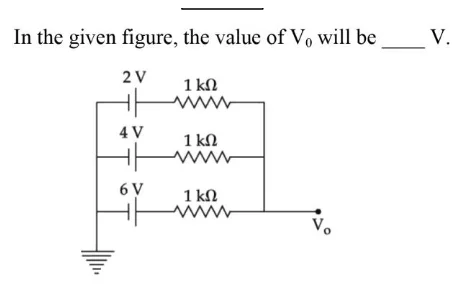 In the given figure, the value of V₀ will be ____ V.
2 V
1 kΩ
4 V
1 kΩ
6 V
1 kΩ
Vₒ